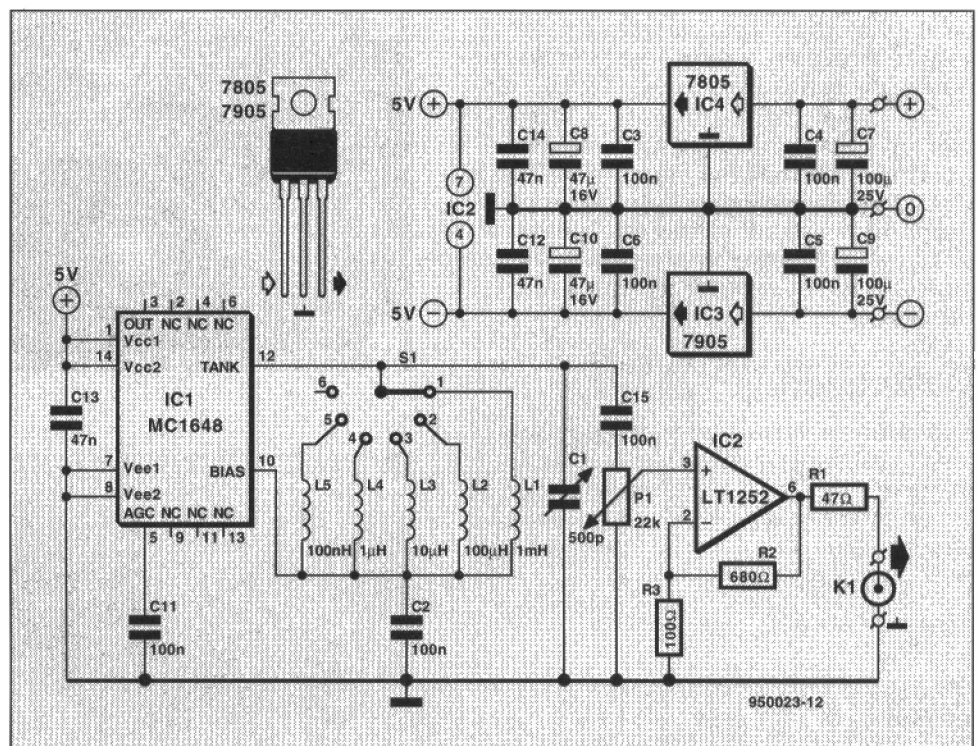 7805
7905
5V
7805
IC4
C14
47n
C8
47µ
16V
C3
100n
C4
100n
C7
100µ
25V
+
7
IC2
4
0
C12
47n
C10
47µ
16V
C6
100n
C5
100n
C9
100µ
25V
5V
IC3
7905
5V
3 2 4 6
OUT NC NC NC
1
Vcc1
14
Vcc2
TANK
12
IC1
MC1648
C13
47n
7
Vee1
8
Vee2
BIAS
10
AGC NC NC NC
5 9 11 13
C11
100n
S1
6
1
5
2
4
3
L5
100nH
L4
1µH
L3
10µH
L2
100µH
L1
1mH
C2
100n
C1
500p
C15
100n
P1
22k
IC2
LT1252
3
+
2
−
6
R1
47Ω
R2
680Ω
R3
100Ω
K1
950023-12